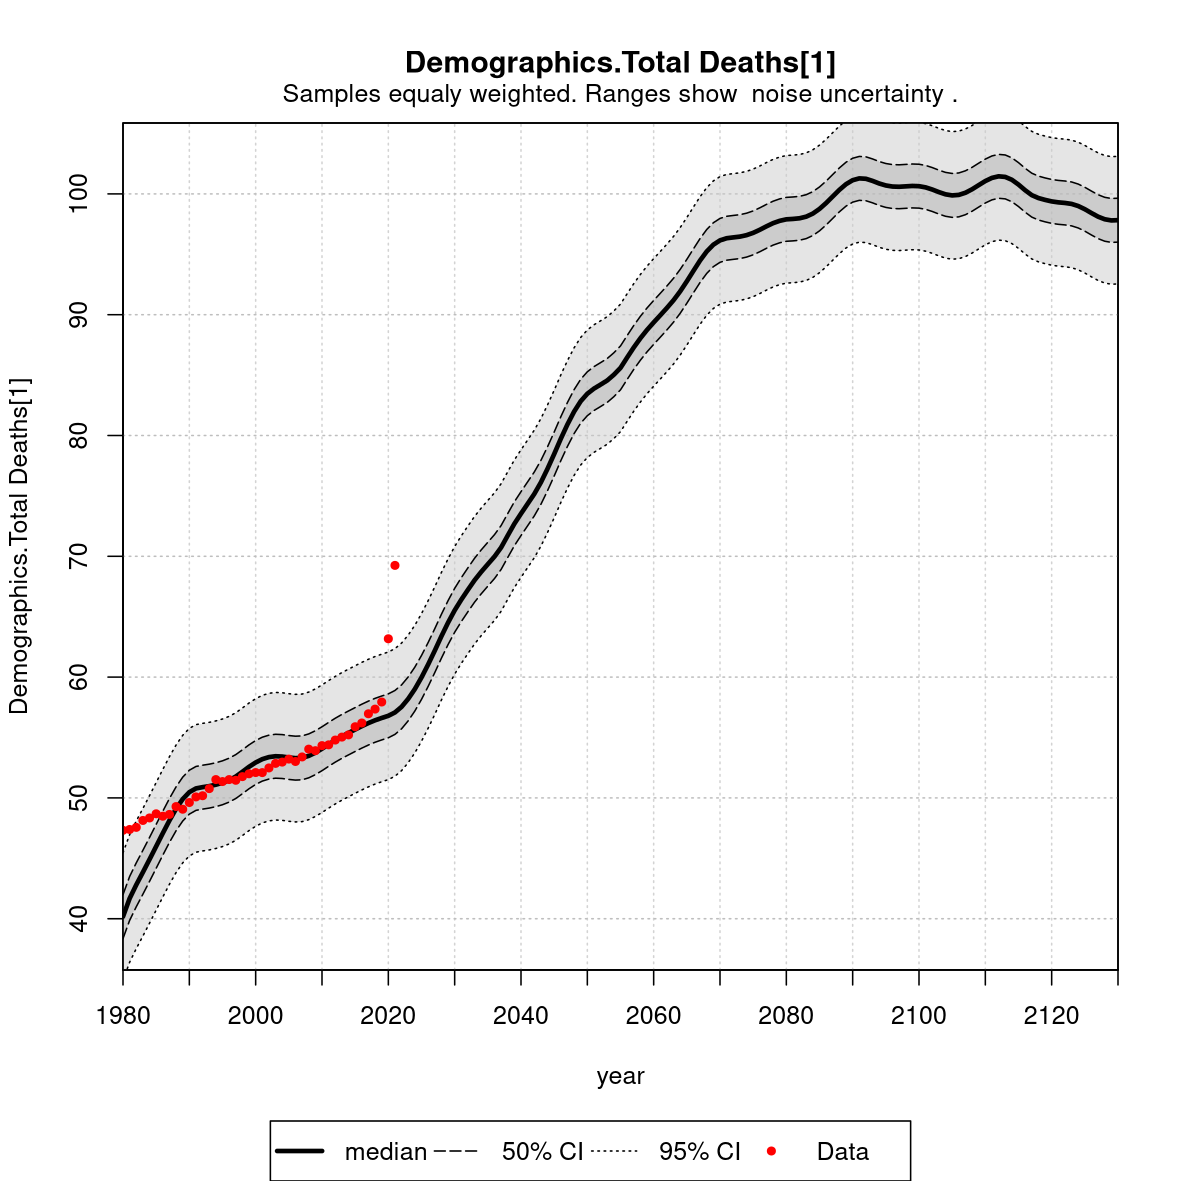 Demographics.Total Deaths[1]
Samples equaly weighted. Ranges show  noise uncertainty .
Demographics.Total Deaths[1]
100
90
80
70
60
50
40
1980 2000 2020 2040 2060 2080 2100 2120
year
median 50% CI 95% CI Data